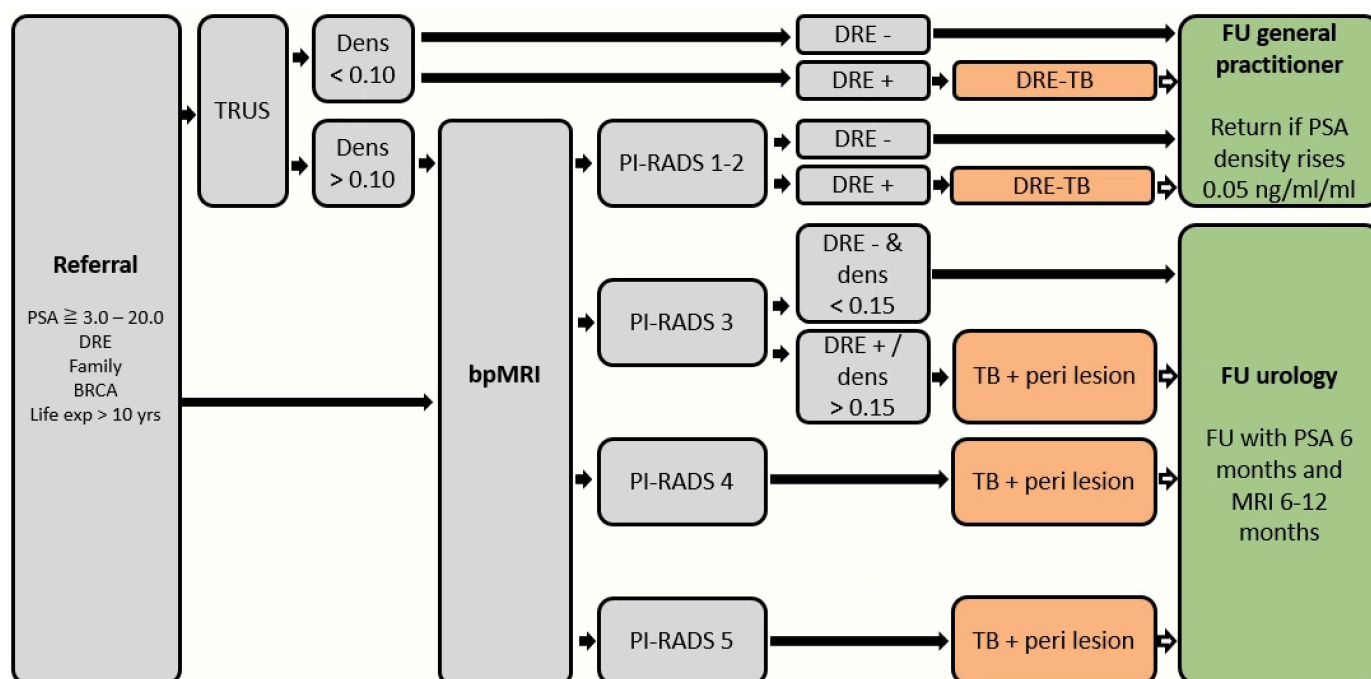 Referral
PSA ≧ 3.0 – 20.0
DRE
Family
BRCA
Life exp > 10 yrs
TRUS
Dens
< 0.10
Dens
> 0.10
bpMRI
PI-RADS 1-2
PI-RADS 3
PI-RADS 4
PI-RADS 5
DRE -
DRE +
DRE -
DRE +
DRE - &
dens
< 0.15
DRE + /
dens
> 0.15
DRE-TB
DRE-TB
TB + peri lesion
TB + peri lesion
TB + peri lesion
FU general
practitioner
Return if PSA
density rises
0.05 ng/ml/ml
FU urology
FU with PSA 6
months and
MRI 6-12
months